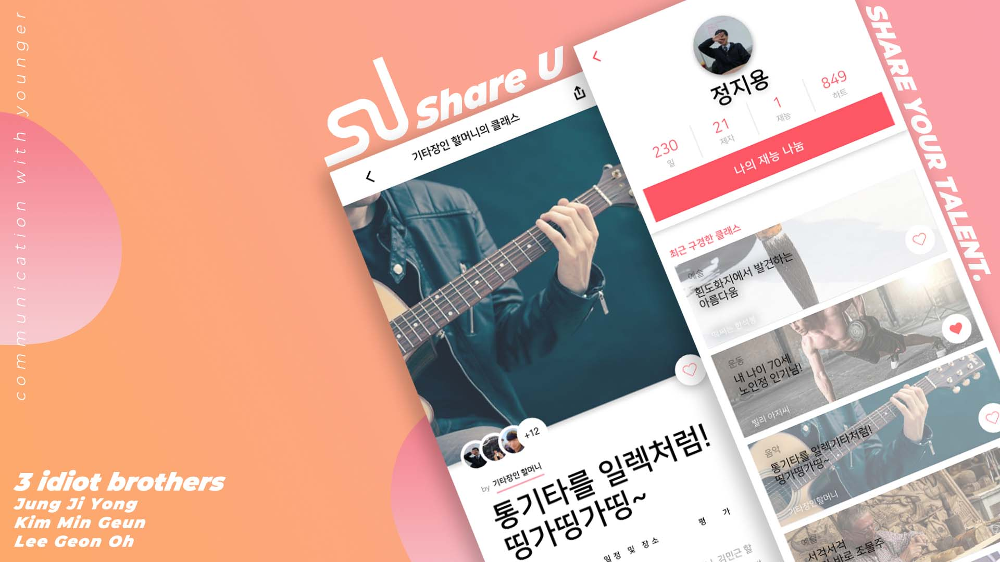 communication with younger
SU
Share U
SHARE YOUR TALENT.
기타장인 할머니의 클래스
+12
by 기타장인 할머니
통기타를 일렉처럼!
띵가띵가띵~
일정 및 장소
평 가
김민근 할
정지용
230
일
21
제자
1
재능
849
하트
나의 재능 나눔
최근 구경한 클래스
예술
흰도화지에서 발견하는
아름다움
떡써는 한석봉
운동
내 나이 70세
노인정 인기남!
빌리 아저씨
음악
통기타를 일렉기타처럼!
띵가띵가띵~
기타장인할머니
예술
서걱서걱
바로 조물주
3 idiot brothers
Jung Ji Yong
Kim Min Geun
Lee Geon Oh